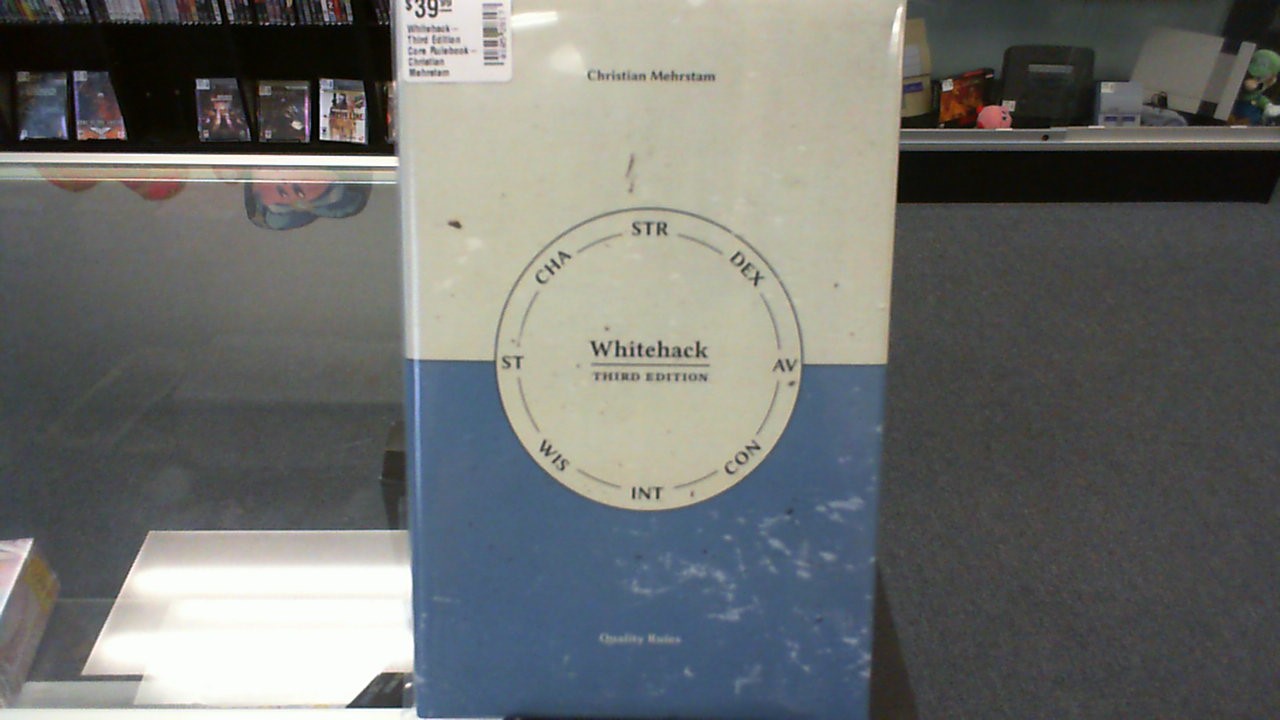 $39.99
Whitehack -
Third Edition
Core Rulebook -
Christian
Mehrstam
Christian Mehrstam
STR
CHA
DEX
Whitehack
ST
AV
THIRD EDITION
WIS
CON
INT
Quality Rules